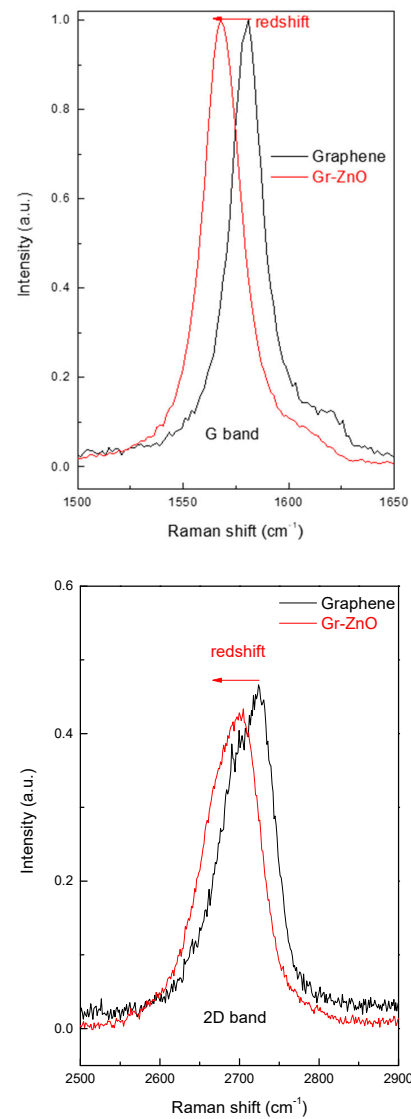 1.0
redshift
0.8
Graphene
Gr-ZnO
0.6
Intensity (a.u.)
0.4
0.2
G band
0.0
1500 1550 1600 1650
Raman shift (cm⁻¹)
0.6
Graphene
Gr-ZnO
redshift
0.4
Intensity (a.u.)
0.2
2D band
0.0
2500 2600 2700 2800 2900
Raman shift (cm⁻¹)